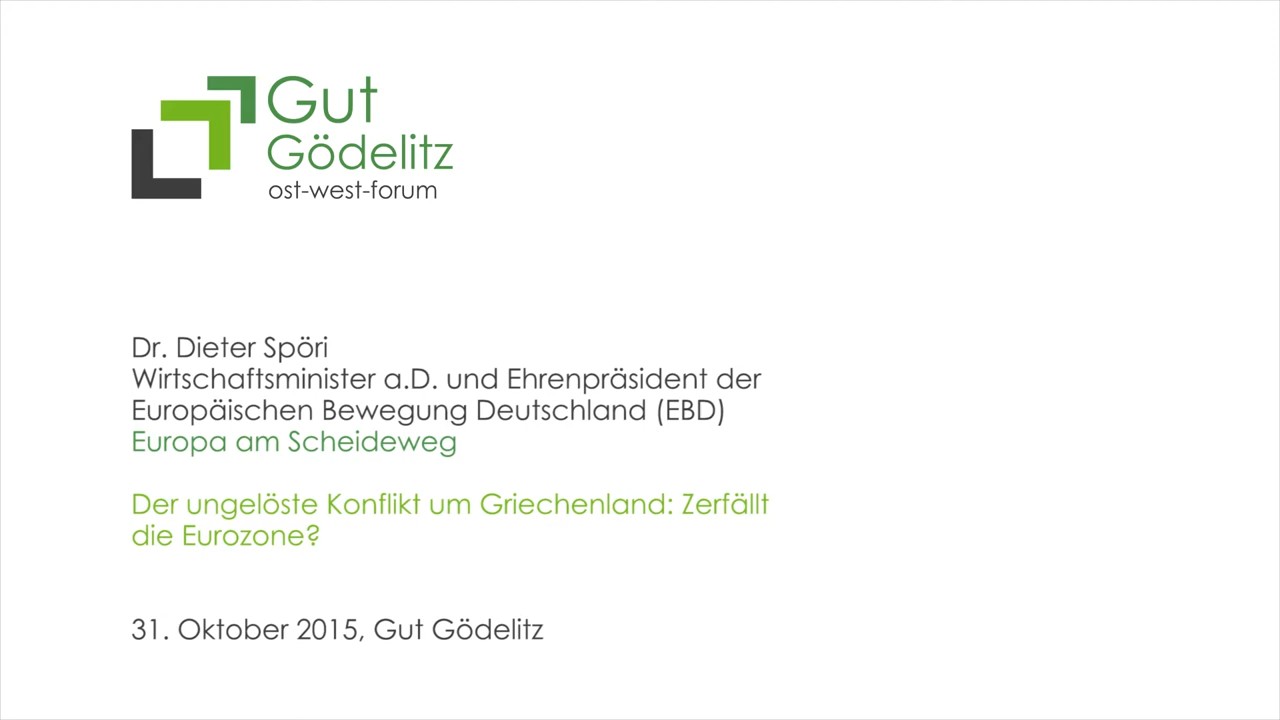 Gut
Gödelitz
ost-west-forum
Dr. Dieter Spöri
Wirtschaftsminister a.D. und Ehrenpräsident der
Europäischen Bewegung Deutschland (EBD)
Europa am Scheideweg
Der ungelöste Konflikt um Griechenland: Zerfällt
die Eurozone?
31. Oktober 2015, Gut Gödelitz